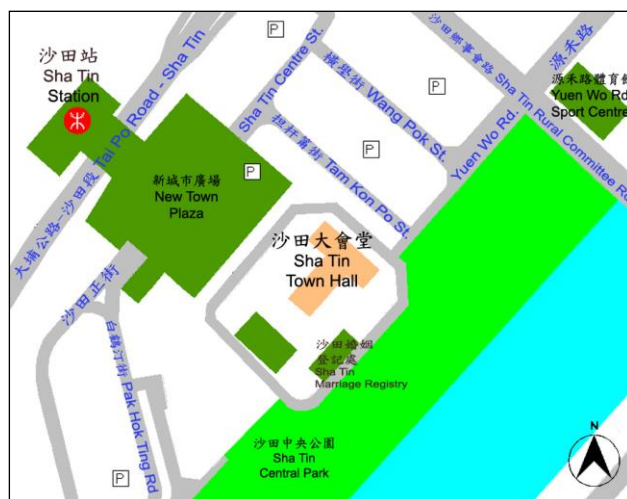 沙田站
Sha Tin
Station
大埔公路-沙田段 Tai Po Road - Sha Tin
新城市廣場
New Town
Plaza
P
P
P
P
P
Sha Tin Centre St.
橫壆街 Wang Pok St.
担杆莆街 Tam Kon Po St.
沙田鄉事會路 Sha Tin Rural Committee Rd
源禾路
Yuen Wo Rd.
源禾路體育館
Yuen Wo Rd
Sport Centre
沙田大會堂
Sha Tin
Town Hall
沙田婚姻
登記處
Sha Tin
Marriage Registry
沙田正街
白鶴汀街 Pak Hok Ting Rd
沙田中央公園
Sha Tin
Central Park
N